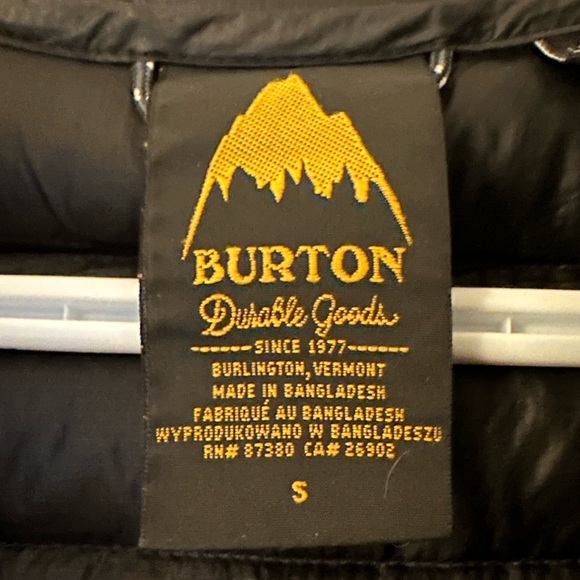 BURTON
Durable Goods
SINCE 1977
BURLINGTON, VERMONT
MADE IN BANGLADESH
FABRIQUÉ AU BANGLADESH
WYPRODUKOWANO W BANGLADESZU
RN# 87380 CA# 26902
S